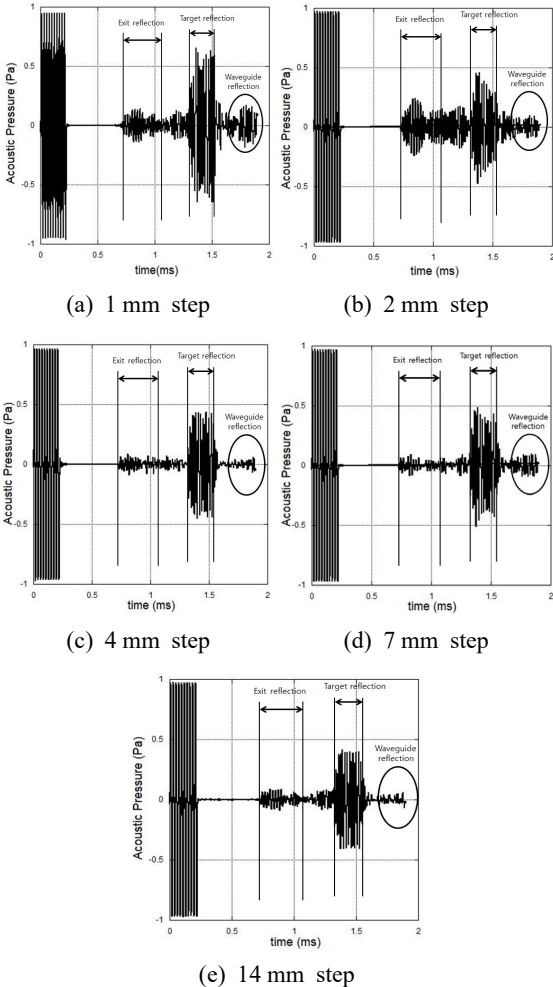 Exit reflection
Target reflection
Waveguide
reflection
Acoustic Pressure (Pa)
1
0.5
0
-0.5
-1
0 0.5 1 1.5 2
time(ms)
(a) 1 mm step
Exit reflection
Target reflection
Waveguide
reflection
Acoustic Pressure (Pa)
1
0.5
0
-0.5
-1
0 0.5 1 1.5 2
time (ms)
(b) 2 mm step
Exit reflection
Target reflection
Waveguide
reflection
Acoustic Pressure (Pa)
1
0.5
0
-0.5
-1
0 0.5 1 1.5 2
time (ms)
(c) 4 mm step
Exit reflection
Target reflection
Waveguide
reflection
Acoustic Pressure (Pa)
1
0.5
0
-0.5
-1
0 0.5 1 1.5 2
time (ms)
(d) 7 mm step
Exit reflection
Target reflection
Waveguide
reflection
Acoustic Pressure (Pa)
1
0.5
0
-0.5
-1
0 0.5 1 1.5 2
time (ms)
(e) 14 mm step